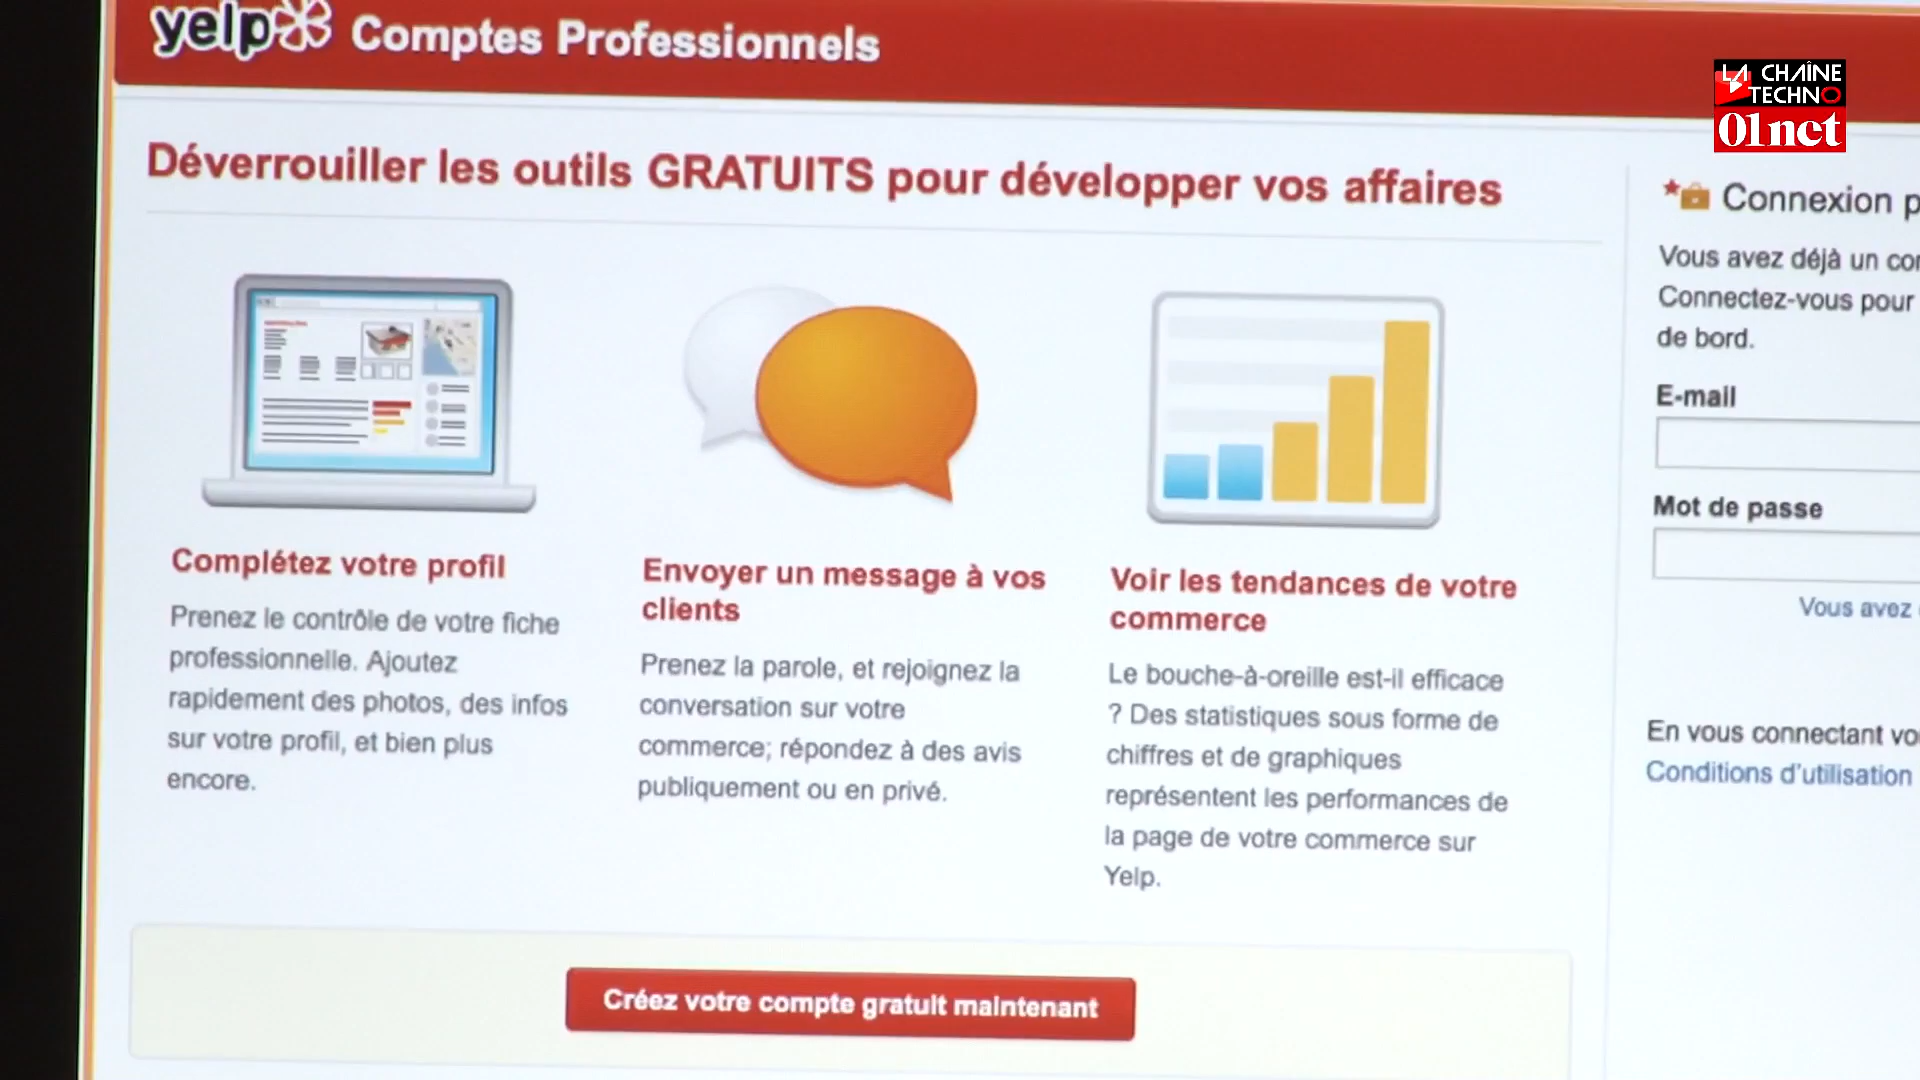 yelp Comptes Professionnels
LA CHAÎNE
TECHNO
01net
Déverrouiller les outils GRATUITS pour développer vos affaires
Complétez votre profil
Prenez le contrôle de votre fiche
professionnelle. Ajoutez
rapidement des photos, des infos
sur votre profil, et bien plus
encore.
Envoyer un message à vos
clients
Prenez la parole, et rejoignez la
conversation sur votre
commerce; répondez à des avis
publiquement ou en privé.
Voir les tendances de votre
commerce
Le bouche-à-oreille est-il efficace
? Des statistiques sous forme de
chiffres et de graphiques
représentent les performances de
la page de votre commerce sur
Yelp.
Créez votre compte gratuit maintenant
Connexion
Vous avez déjà un
Connectez-vous pour
de bord.
E-mail
Mot de passe
Vous avez
En vous connectant
Conditions d'utilisation